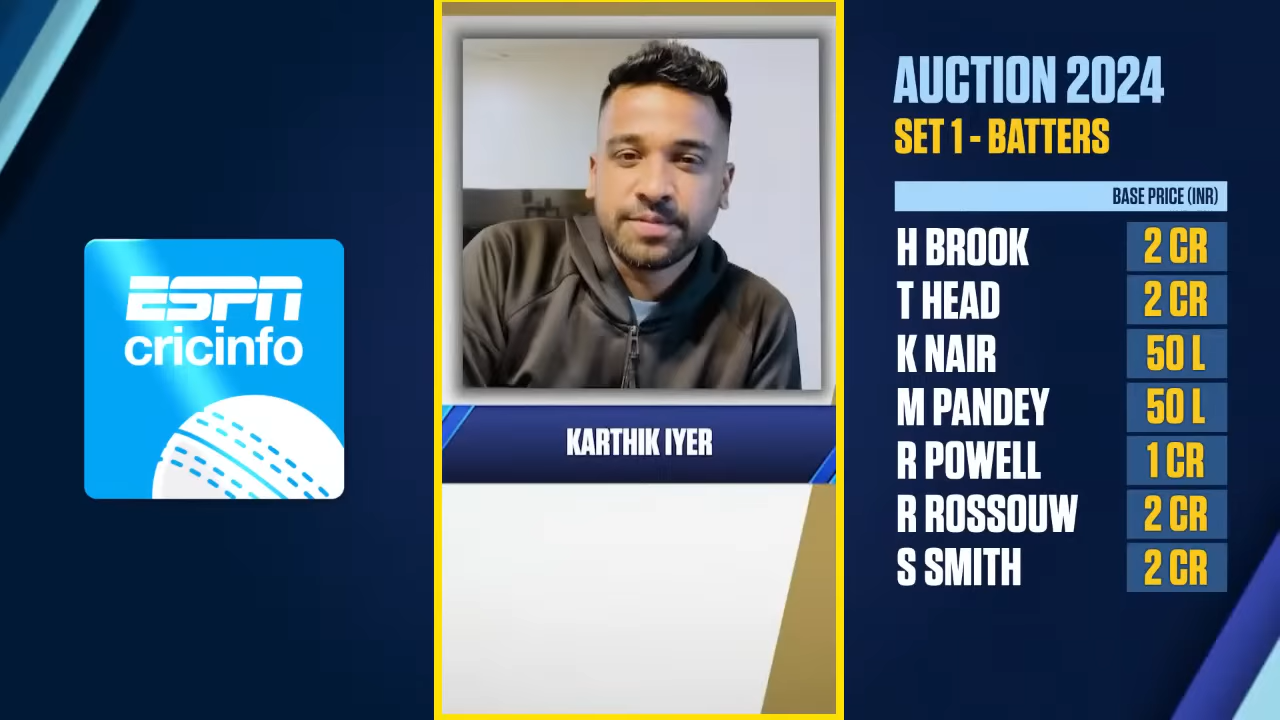 ESPN
cricinfo
KARTHIK IYER
AUCTION 2024
SET 1 - BATTERS
BASE PRICE (INR)
H BROOK 2 CR
T HEAD 2 CR
K NAIR 50 L
M PANDEY 50 L
R POWELL 1 CR
R ROSSOUW 2 CR
S SMITH 2 CR